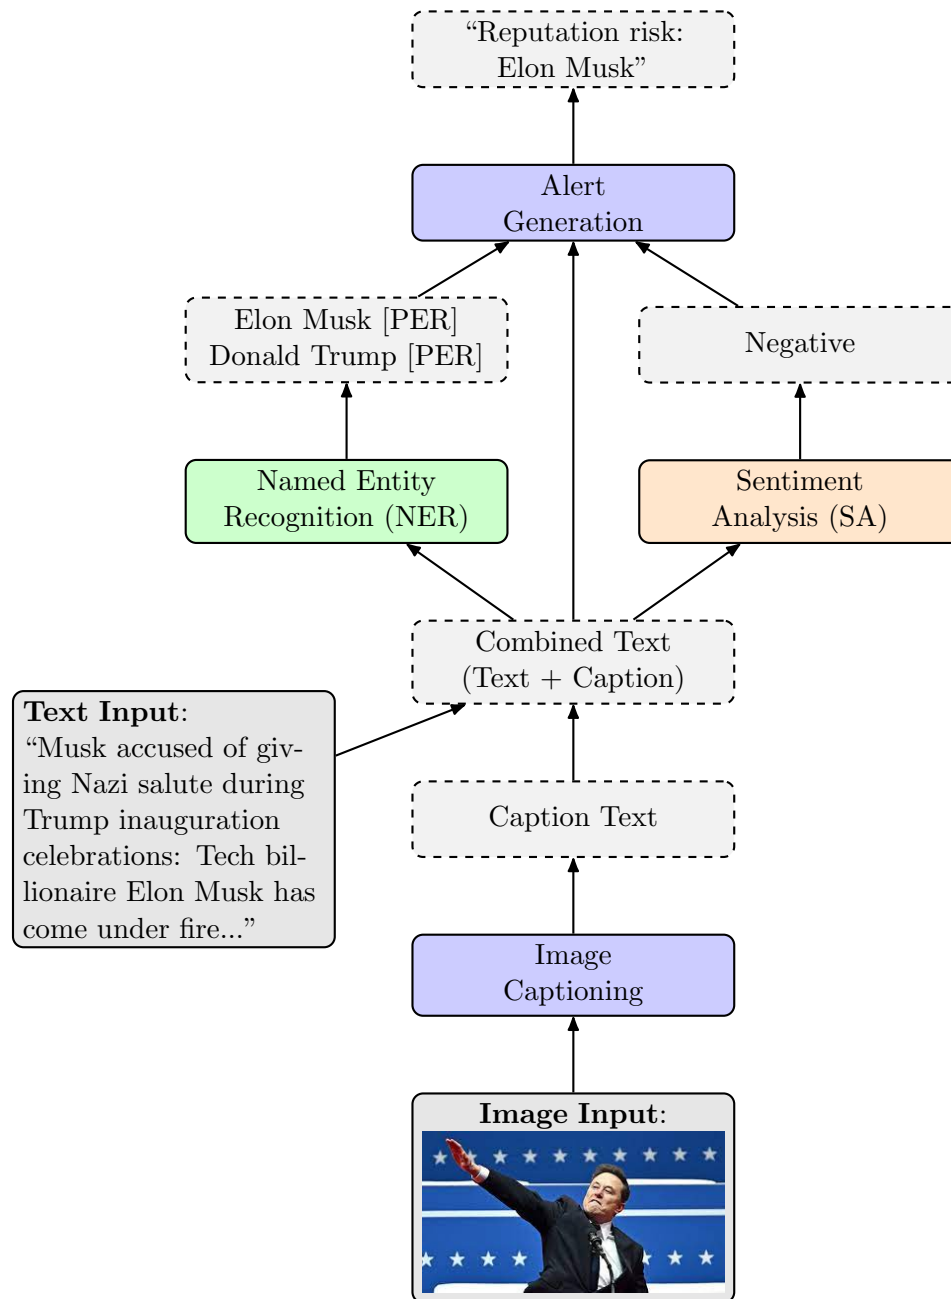 “Reputation risk:
Elon Musk”
Alert
Generation
Elon Musk [PER]
Donald Trump [PER]
Negative
Named Entity
Recognition (NER)
Sentiment
Analysis (SA)
Combined Text
(Text + Caption)
Text Input:
“Musk accused of giv-
ing Nazi salute during
Trump inauguration
celebrations: Tech bil-
lionaire Elon Musk has
come under fire...”
Caption Text
Image
Captioning
Image Input: